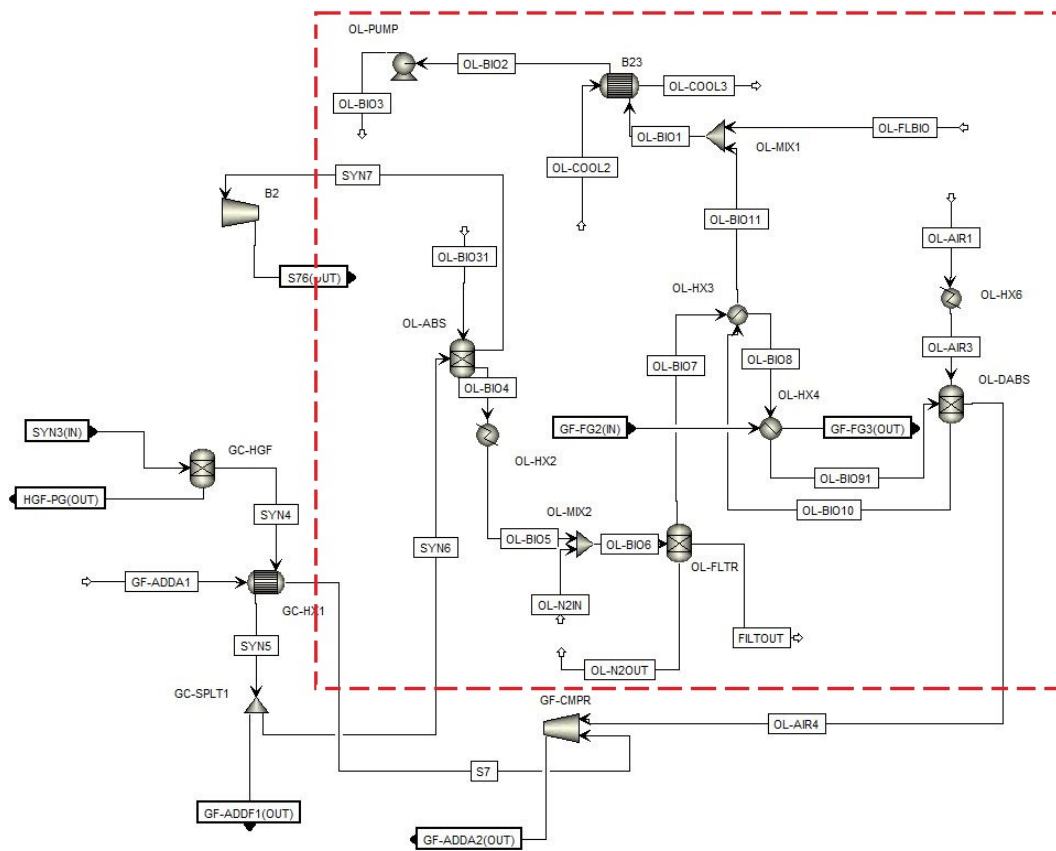 OL-PUMP
OL-BIO2
B23
OL-COOL3
OL-BIO3
OL-BIO1
OL-FLBIO
OL-MIX1
OL-COOL2
SYN7
B2
OL-BIO11
OL-BIO31
OL-AIR1
S76(OUT)
OL-HX3
OL-HX6
OL-ABS
OL-AIR3
OL-BIO7
OL-BIO8
OL-BIO4
OL-DABS
OL-HX4
SYN3(IN)
GF-FG2(IN)
GF-FG3(OUT)
GC-HGF
OL-HX2
OL-BIO91
HGF-PG(OUT)
OL-MIX2
OL-BIO10
SYN4
OL-BIO5
OL-BIO6
SYN6
OL-FLTR
GF-ADDA1
OL-N2IN
GC-HX1
SYN5
FILTOUT
OL-N2OUT
GC-SPLT1
GF-CMPR
OL-AIR4
S7
GF-ADDF1(OUT)
GF-ADDA2(OUT)